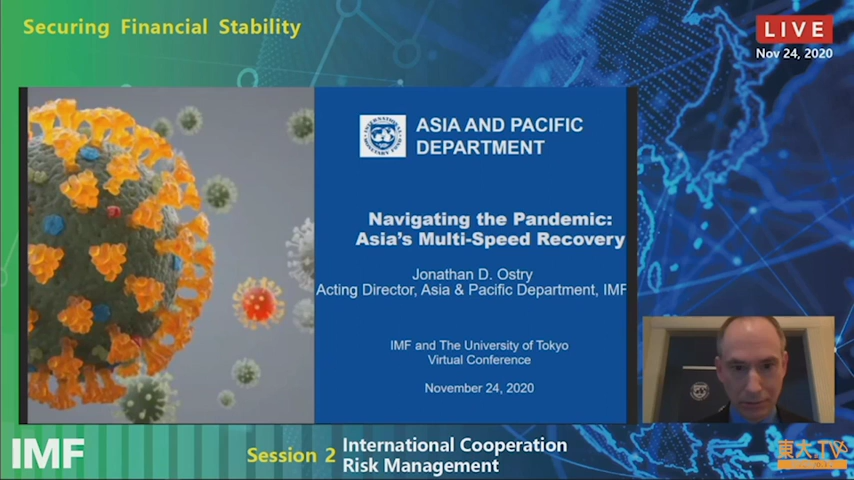 Securing Financial Stability
LIVE
Nov 24, 2020
ASIA AND PACIFIC
DEPARTMENT
Navigating the Pandemic:
Asia's Multi-Speed Recovery
Jonathan D. Ostry
Acting Director, Asia & Pacific Department, IMF
IMF and The University of Tokyo
Virtual Conference
November 24, 2020
IMF
Session 2
International Cooperation
Risk Management
東大TV